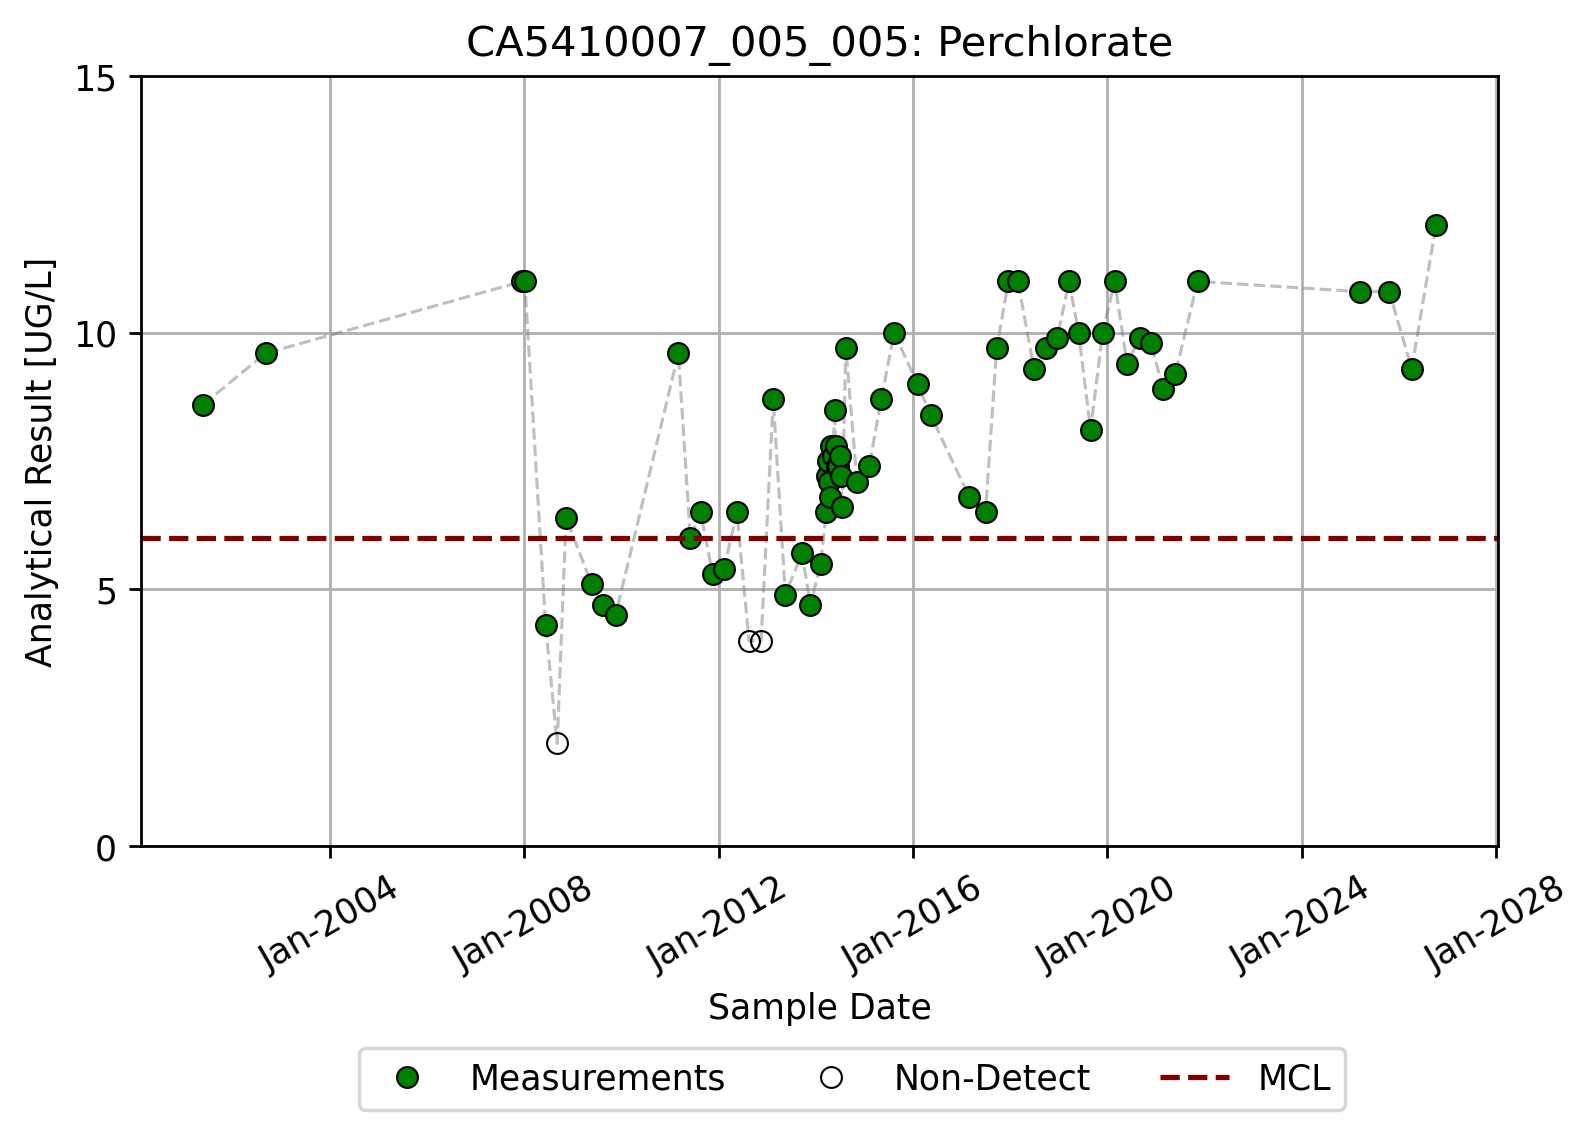 CA5410007_005_005: Perchlorate
Analytical Result [UG/L]
15
10
5
0
Jan-2004
Jan-2008
Jan-2012
Jan-2016
Jan-2020
Jan-2024
Jan-2028
Sample Date
Measurements
Non-Detect
MCL